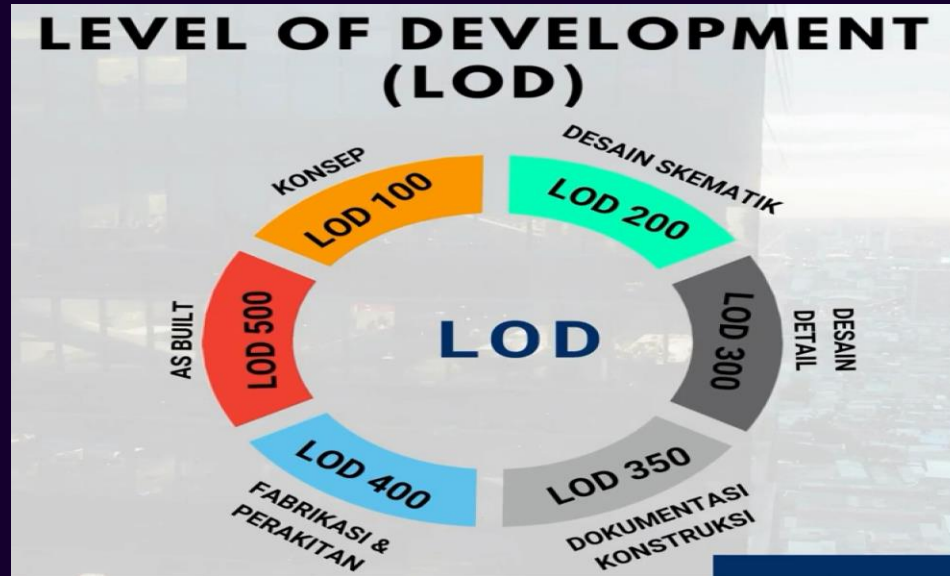 LEVEL OF DEVELOPMENT
(LOD)
KONSEP
LOD 100
DESAIN SKEMATIK
LOD 200
DESAIN
DETAIL
LOD 300
LOD 350
DOKUMENTASI
KONSTRUKSI
LOD 400
FABRIKASI &
PERAKITAN
AS BUILT
LOD 500
LOD